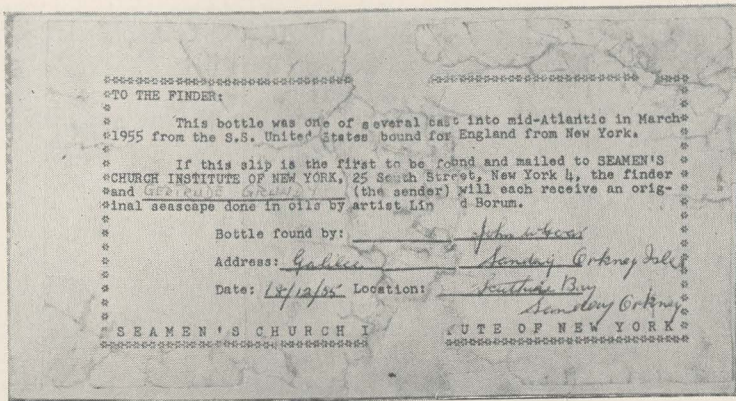 TO THE FINDER:
This bottle was one of several cast into mid-Atlantic in March
1955 from the S.S. United States bound for England from New York.
If this slip is the first to be found and mailed to SEAMEN'S
CHURCH INSTITUTE OF NEW YORK, 25 South Street, New York 4, the finder
and GERTRUDE (the sender) will each receive an orig-
inal seascape done in oils by artist Lin d Borum.
Bottle found by: John W
Address: Sanday Orkney Isles
Date: 18/12/55 Location: Bay
Sanday Orkney
SEAMEN'S CHURCH I UTE OF NEW YORK